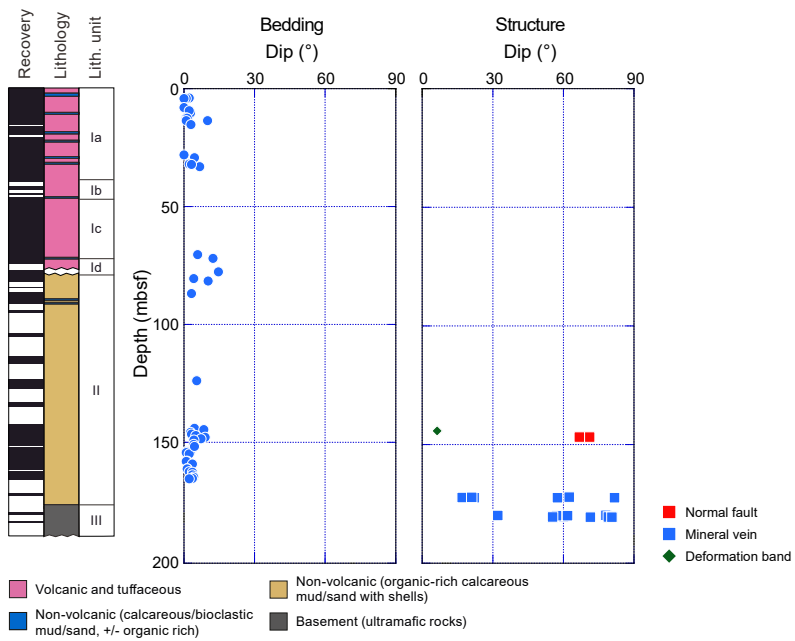 Recovery
Lithology
Lith. unit
Bedding
Structure
Dip (°)
Dip (°)
0 30 60 90
0 30 60 90
Depth (mbsf)
0
50
100
150
200
Ia
Ib
Ic
Id
II
III
Normal fault
Mineral vein
Deformation band
Volcanic and tuffaceous
Non-volcanic (calcareous/bioclastic
mud/sand, +/- organic rich)
Non-volcanic (organic-rich calcareous
mud/sand with shells)
Basement (ultramafic rocks)